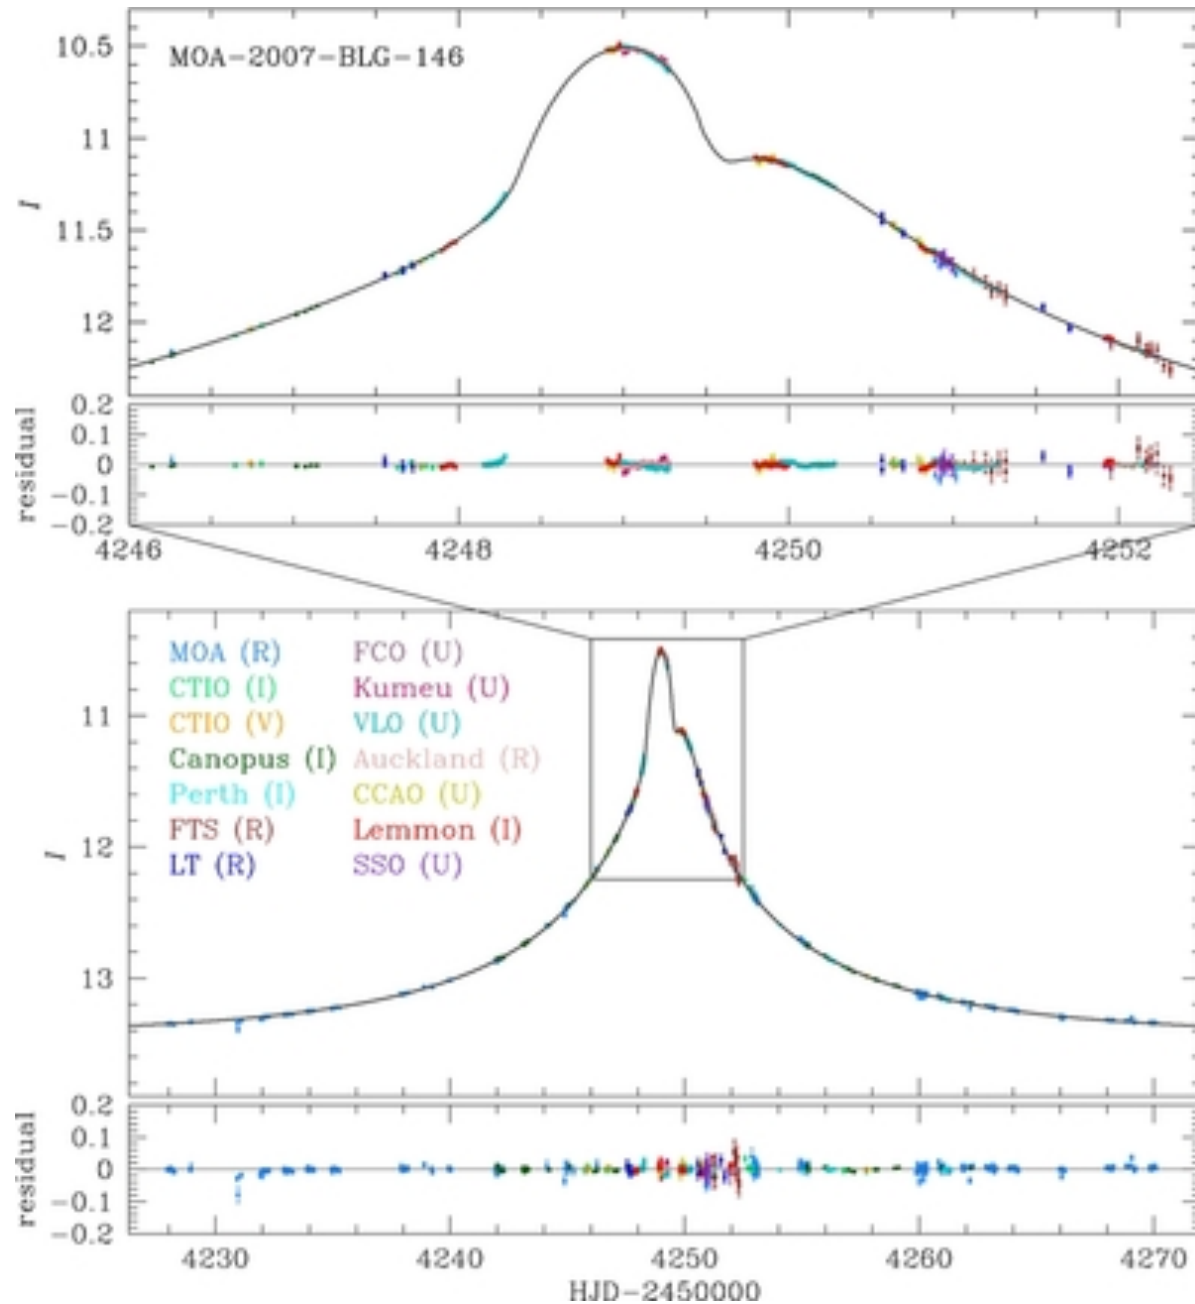 MOA-2007-BLG-146
10.5
11
11.5
12
I
0.2
0.1
0
-0.1
-0.2
residual
4246 4248 4250 4252
MOA (R) FCO (U)
CTIO (I) Kumeu (U)
CTIO (V) VLO (U)
Canopus (I) Auckland (R)
Perth (I) CCAO (U)
FTS (R) Lemmon (I)
LT (R) SSO (U)
11
12
13
I
0.2
0.1
0
-0.1
-0.2
residual
4230 4240 4250 4260 4270
HJD-2450000